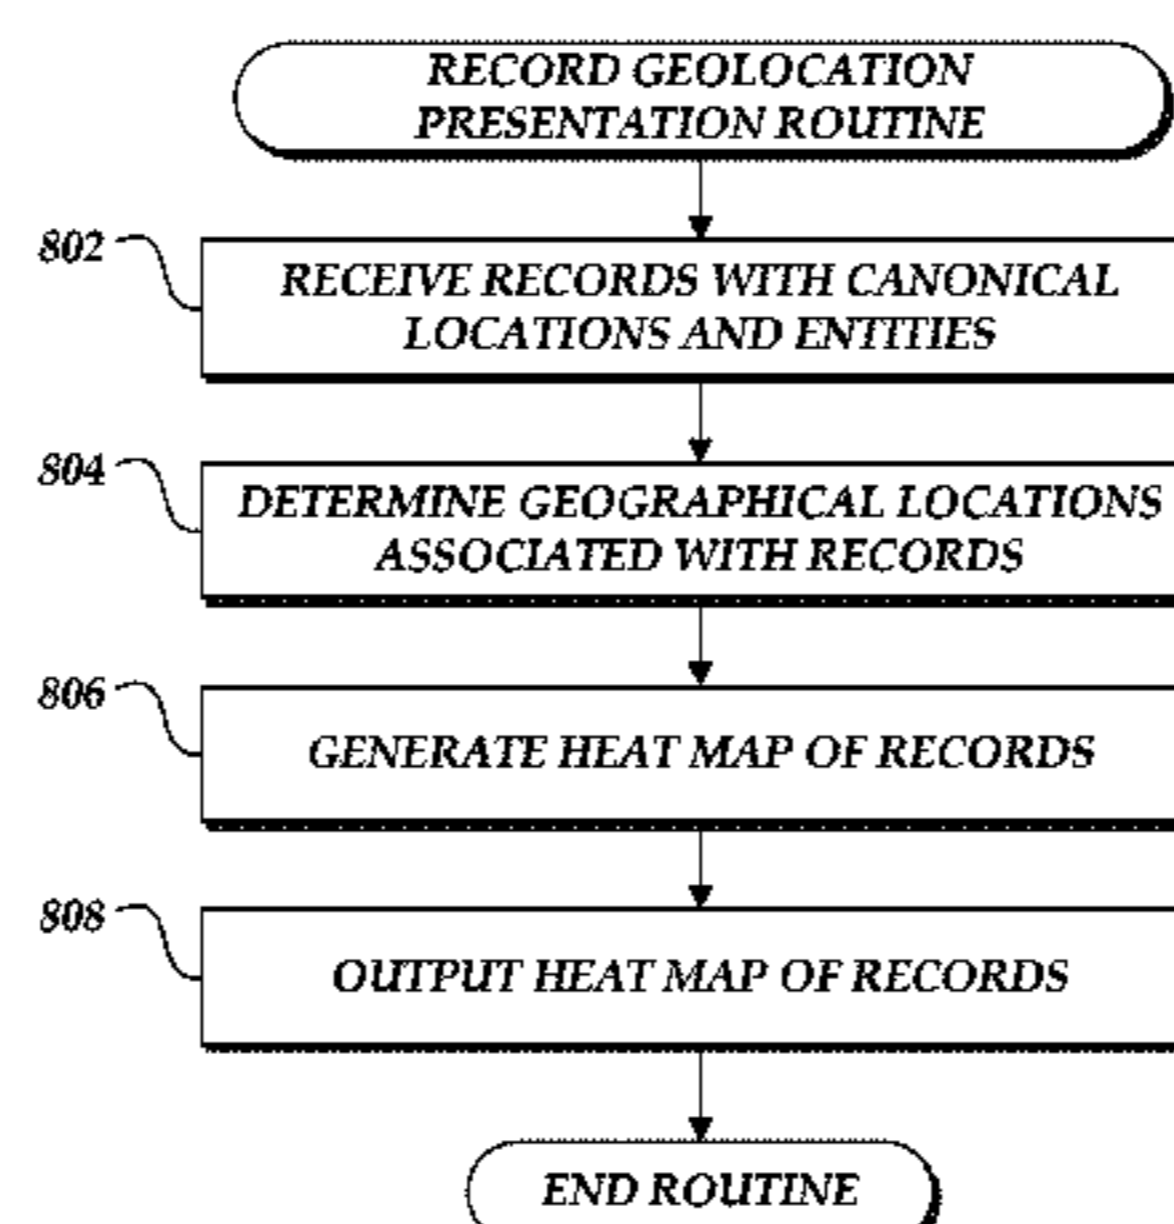 RECORD GEOLOCATION
PRESENTATION ROUTINE
802
RECEIVE RECORDS WITH CANONICAL
LOCATIONS AND ENTITIES
804
DETERMINE GEOGRAPHICAL LOCATIONS
ASSOCIATED WITH RECORDS
806
GENERATE HEAT MAP OF RECORDS
808
OUTPUT HEAT MAP OF RECORDS
END ROUTINE